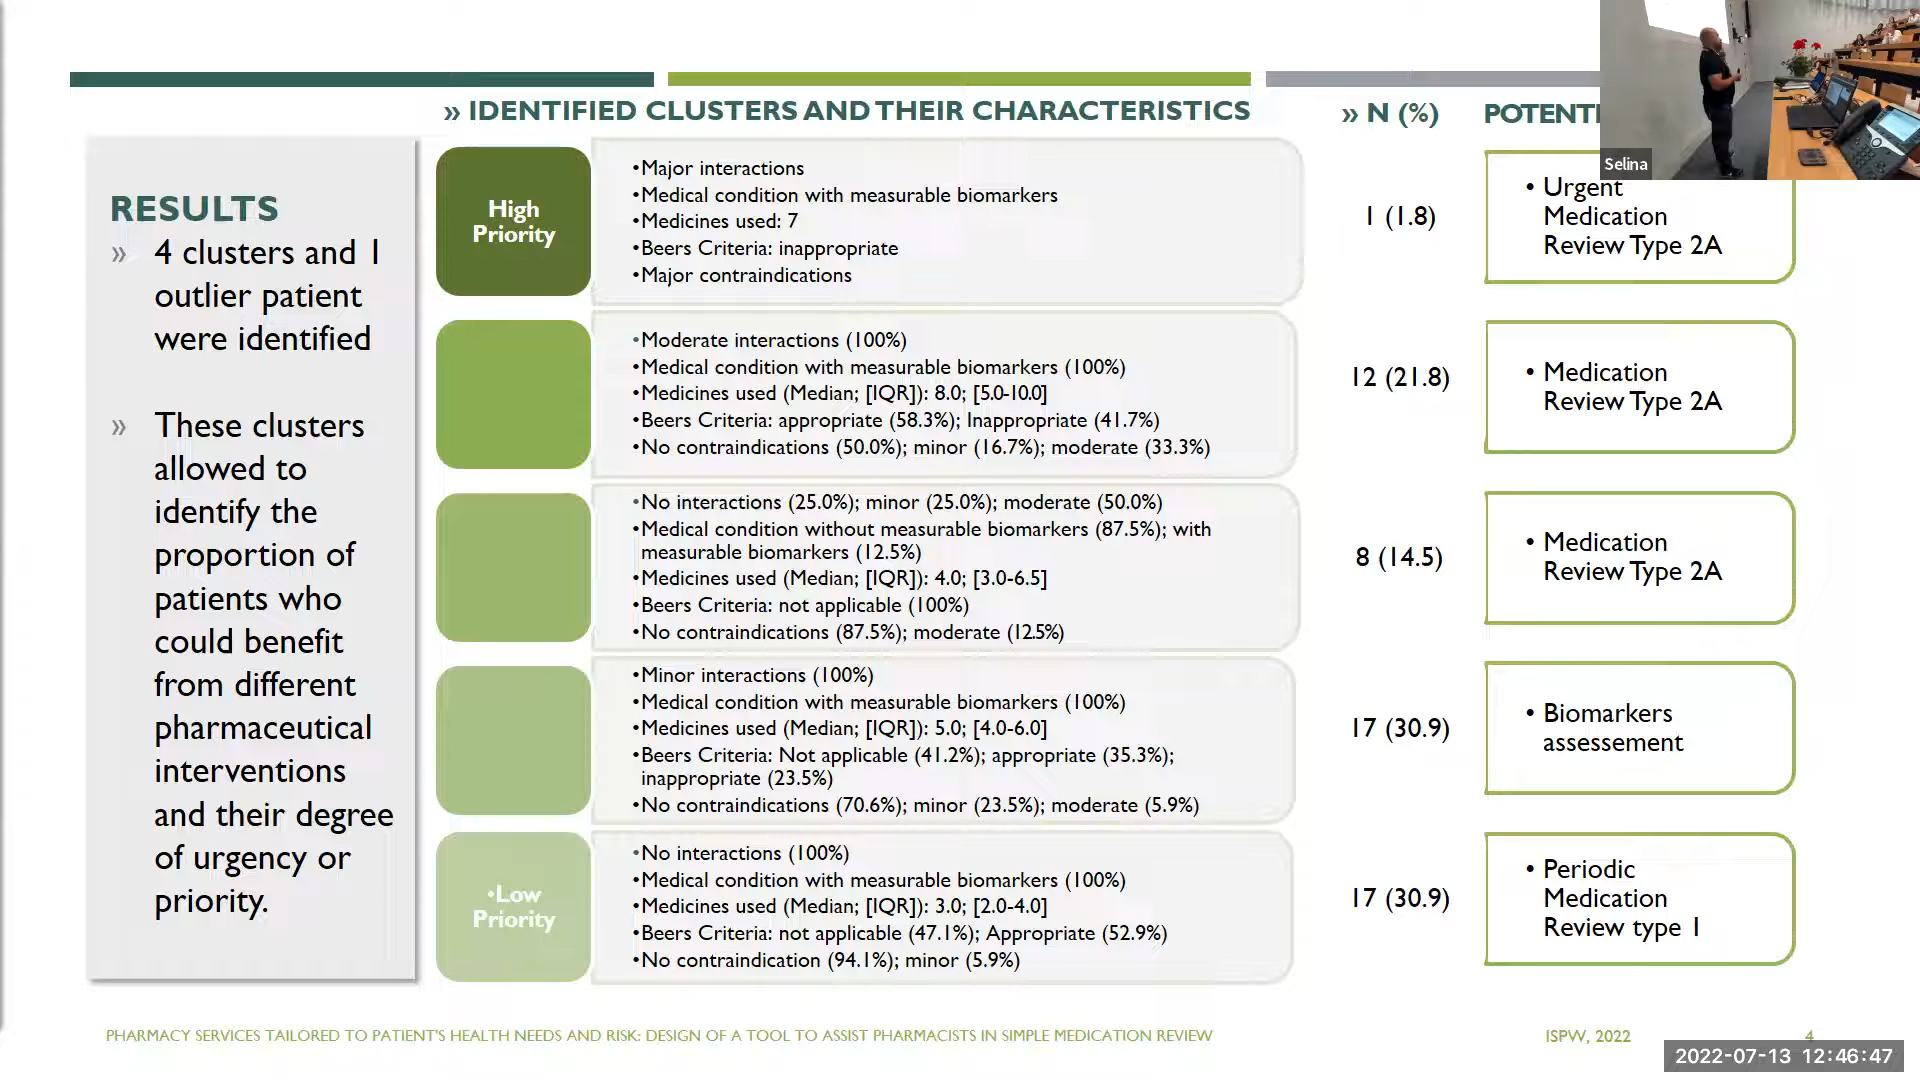 » IDENTIFIED CLUSTERS AND THEIR CHARACTERISTICS
» N (%)
POTENTI
Selina
RESULTS
» 4 clusters and 1
outlier patient
were identified
» These clusters
allowed to
identify the
proportion of
patients who
could benefit
from different
pharmaceutical
interventions
and their degree
of urgency or
priority.
High
Priority
•Major interactions
•Medical condition with measurable biomarkers
•Medicines used: 7
•Beers Criteria: inappropriate
•Major contraindications
1 (1.8)
• Urgent
Medication
Review Type 2A
•Moderate interactions (100%)
•Medical condition with measurable biomarkers (100%)
•Medicines used (Median; [IQR]): 8.0; [5.0-10.0]
•Beers Criteria: appropriate (58.3%); Inappropriate (41.7%)
•No contraindications (50.0%); minor (16.7%); moderate (33.3%)
12 (21.8)
• Medication
Review Type 2A
•No interactions (25.0%); minor (25.0%); moderate (50.0%)
•Medical condition without measurable biomarkers (87.5%); with
measurable biomarkers (12.5%)
•Medicines used (Median; [IQR]): 4.0; [3.0-6.5]
•Beers Criteria: not applicable (100%)
•No contraindications (87.5%); moderate (12.5%)
8 (14.5)
• Medication
Review Type 2A
•Minor interactions (100%)
•Medical condition with measurable biomarkers (100%)
•Medicines used (Median; [IQR]): 5.0; [4.0-6.0]
•Beers Criteria: Not applicable (41.2%); appropriate (35.3%);
inappropriate (23.5%)
•No contraindications (70.6%); minor (23.5%); moderate (5.9%)
17 (30.9)
• Biomarkers
assessement
•Low
Priority
•No interactions (100%)
•Medical condition with measurable biomarkers (100%)
•Medicines used (Median; [IQR]): 3.0; [2.0-4.0]
•Beers Criteria: not applicable (47.1%); Appropriate (52.9%)
•No contraindication (94.1%); minor (5.9%)
17 (30.9)
• Periodic
Medication
Review type 1
PHARMACY SERVICES TAILORED TO PATIENT'S HEALTH NEEDS AND RISK: DESIGN OF A TOOL TO ASSIST PHARMACISTS IN SIMPLE MEDICATION REVIEW
ISPW, 2022
4
2022-07-13 12:46:47